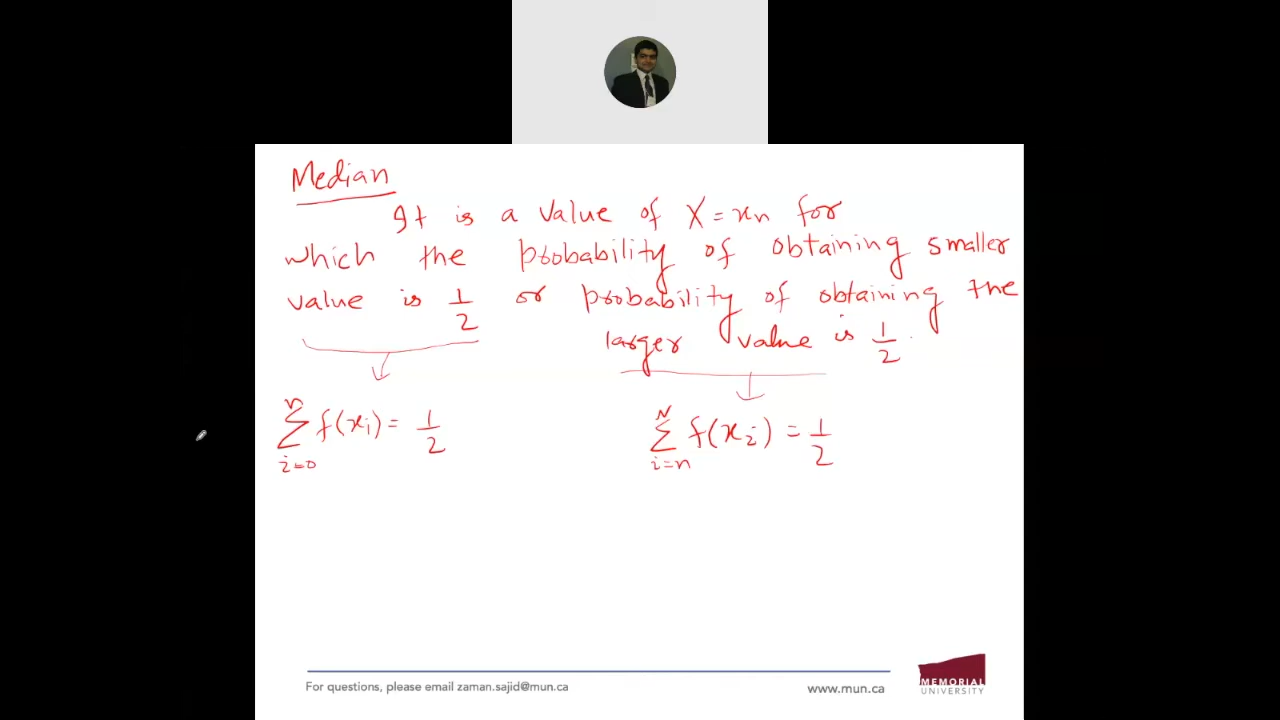 Median
It is a value of X = xn for
which the probability of obtaining smaller
value is 1/2 or probability of obtaining the
larger value is 1/2.
n∑i=0 f(xi) = 1/2
N∑i=n f(xi) = 1/2
For questions, please email zaman.sajid@mun.ca
www.mun.ca
MEMORIAL
UNIVERSITY